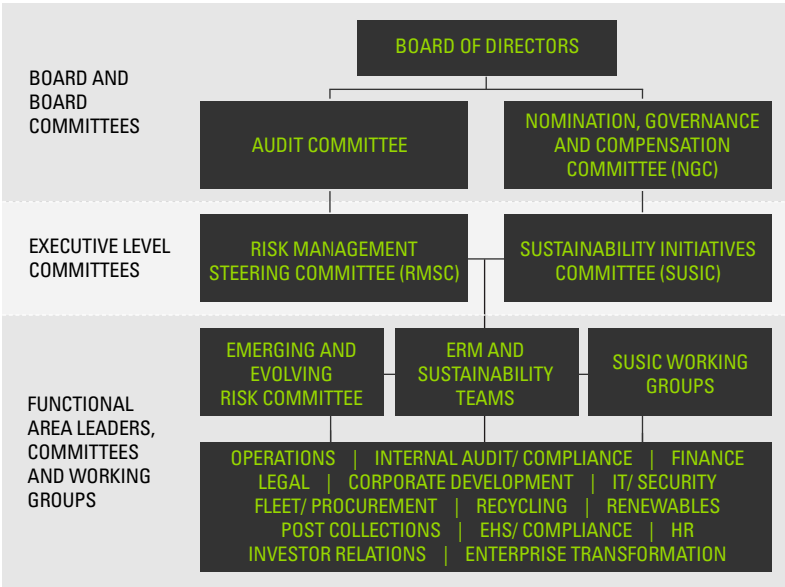 BOARD OF DIRECTORS
BOARD AND
BOARD
COMMITTEES
AUDIT COMMITTEE
NOMINATION, GOVERNANCE
AND COMPENSATION
COMMITTEE (NGC)
EXECUTIVE LEVEL
COMMITTEES
RISK MANAGEMENT
STEERING COMMITTEE (RMSC)
SUSTAINABILITY INITIATIVES
COMMITTEE (SUSIC)
FUNCTIONAL
AREA LEADERS,
COMMITTEES
AND WORKING
GROUPS
EMERGING AND
EVOLVING
RISK COMMITTEE
ERM AND
SUSTAINABILITY
TEAMS
SUSIC WORKING
GROUPS
OPERATIONS | INTERNAL AUDIT/ COMPLIANCE | FINANCE
LEGAL | CORPORATE DEVELOPMENT | IT/ SECURITY
FLEET/ PROCUREMENT | RECYCLING | RENEWABLES
POST COLLECTIONS | EHS/ COMPLIANCE | HR
INVESTOR RELATIONS | ENTERPRISE TRANSFORMATION